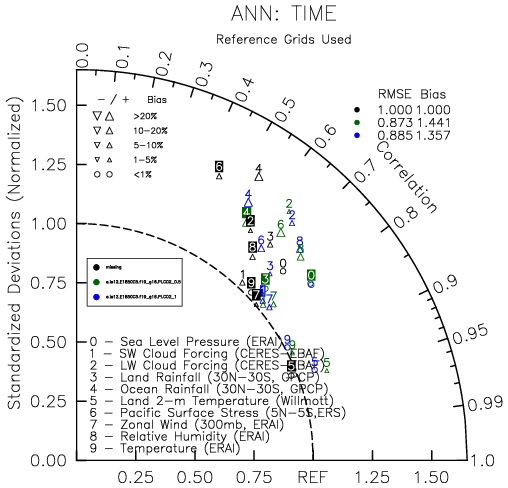 ANN: TIME
Reference Grids Used
0.0 0.1 0.2 0.3 0.4 0.5 0.6 0.7 0.8 0.9 0.95 0.99 1.0
Correlation
Standardized Deviations (Normalized)
1.50
1.25
1.00
0.75
0.50
0.25
0.00
− / + Bias
>20%
10−20%
5−10%
1−5%
<1%
RMSE Bias
1.000 1.000
0.873 1.441
0.885 1.357
missing
0 − Sea Level Pressure (ERAI)
1 − SW Cloud Forcing (CERES−EBAF)
2 − LW Cloud Forcing (CERES−EBAF)
3 − Land Rainfall (30N−30S, GPCP)
4 − Ocean Rainfall (30N−30S, GPCP)
5 − Land 2−m Temperature (Willmott)
6 − Pacific Surface Stress (5N−5S,ERS)
7 − Zonal Wind (300mb, ERAI)
8 − Relative Humidity (ERAI)
9 − Temperature (ERAI)
0.25 0.50 0.75 REF 1.25 1.50